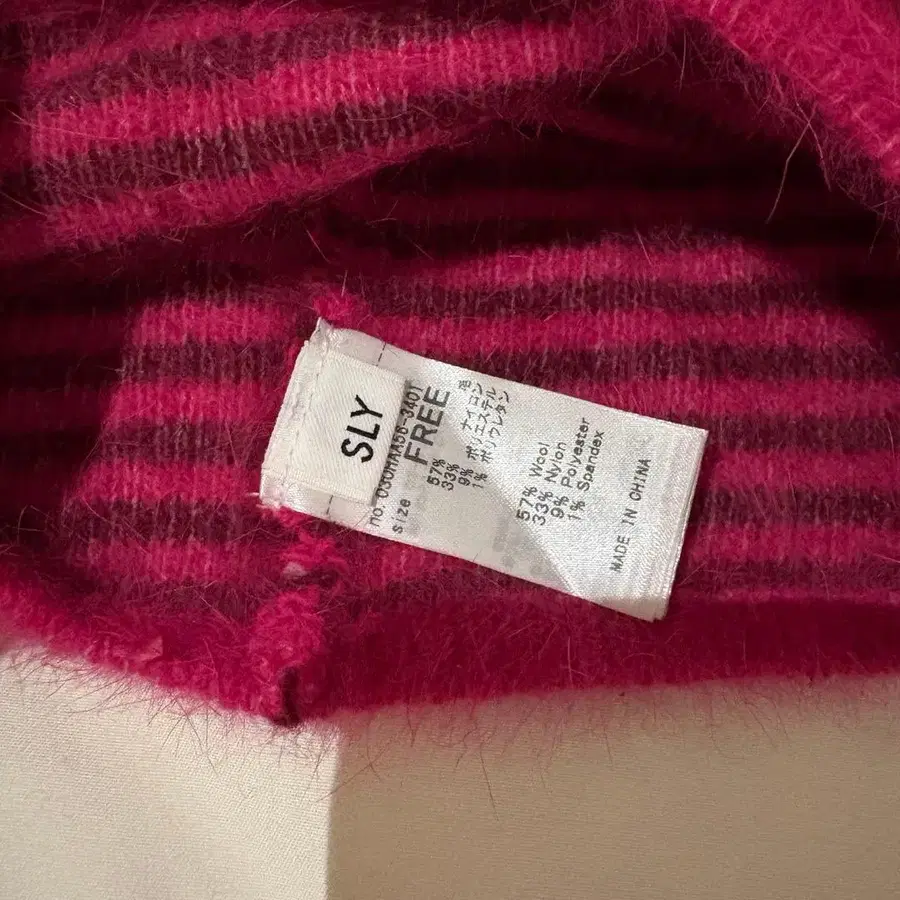 SLY
no. 030HAA56-3401
size FREE
57% 毛
33% ナイロン
9% ポリエステル
1% ポリウレタン
57% Wool
33% Nylon
9% Polyester
1% Spandex
MADE IN CHINA